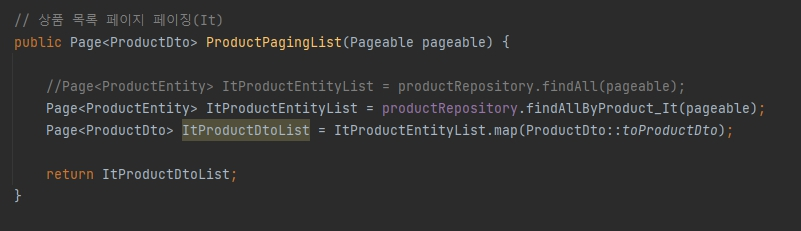 // 상품 목록 페이지 페이징(It)
public Page<ProductDto> ProductPagingList(Pageable pageable) {
//Page<ProductEntity> ItProductEntityList = productRepository.findAll(pageable);
Page<ProductEntity> ItProductEntityList = productRepository.findAllByProduct_It(pageable);
Page<ProductDto> ItProductDtoList = ItProductEntityList.map(ProductDto::toProductDto);
return ItProductDtoList;
}